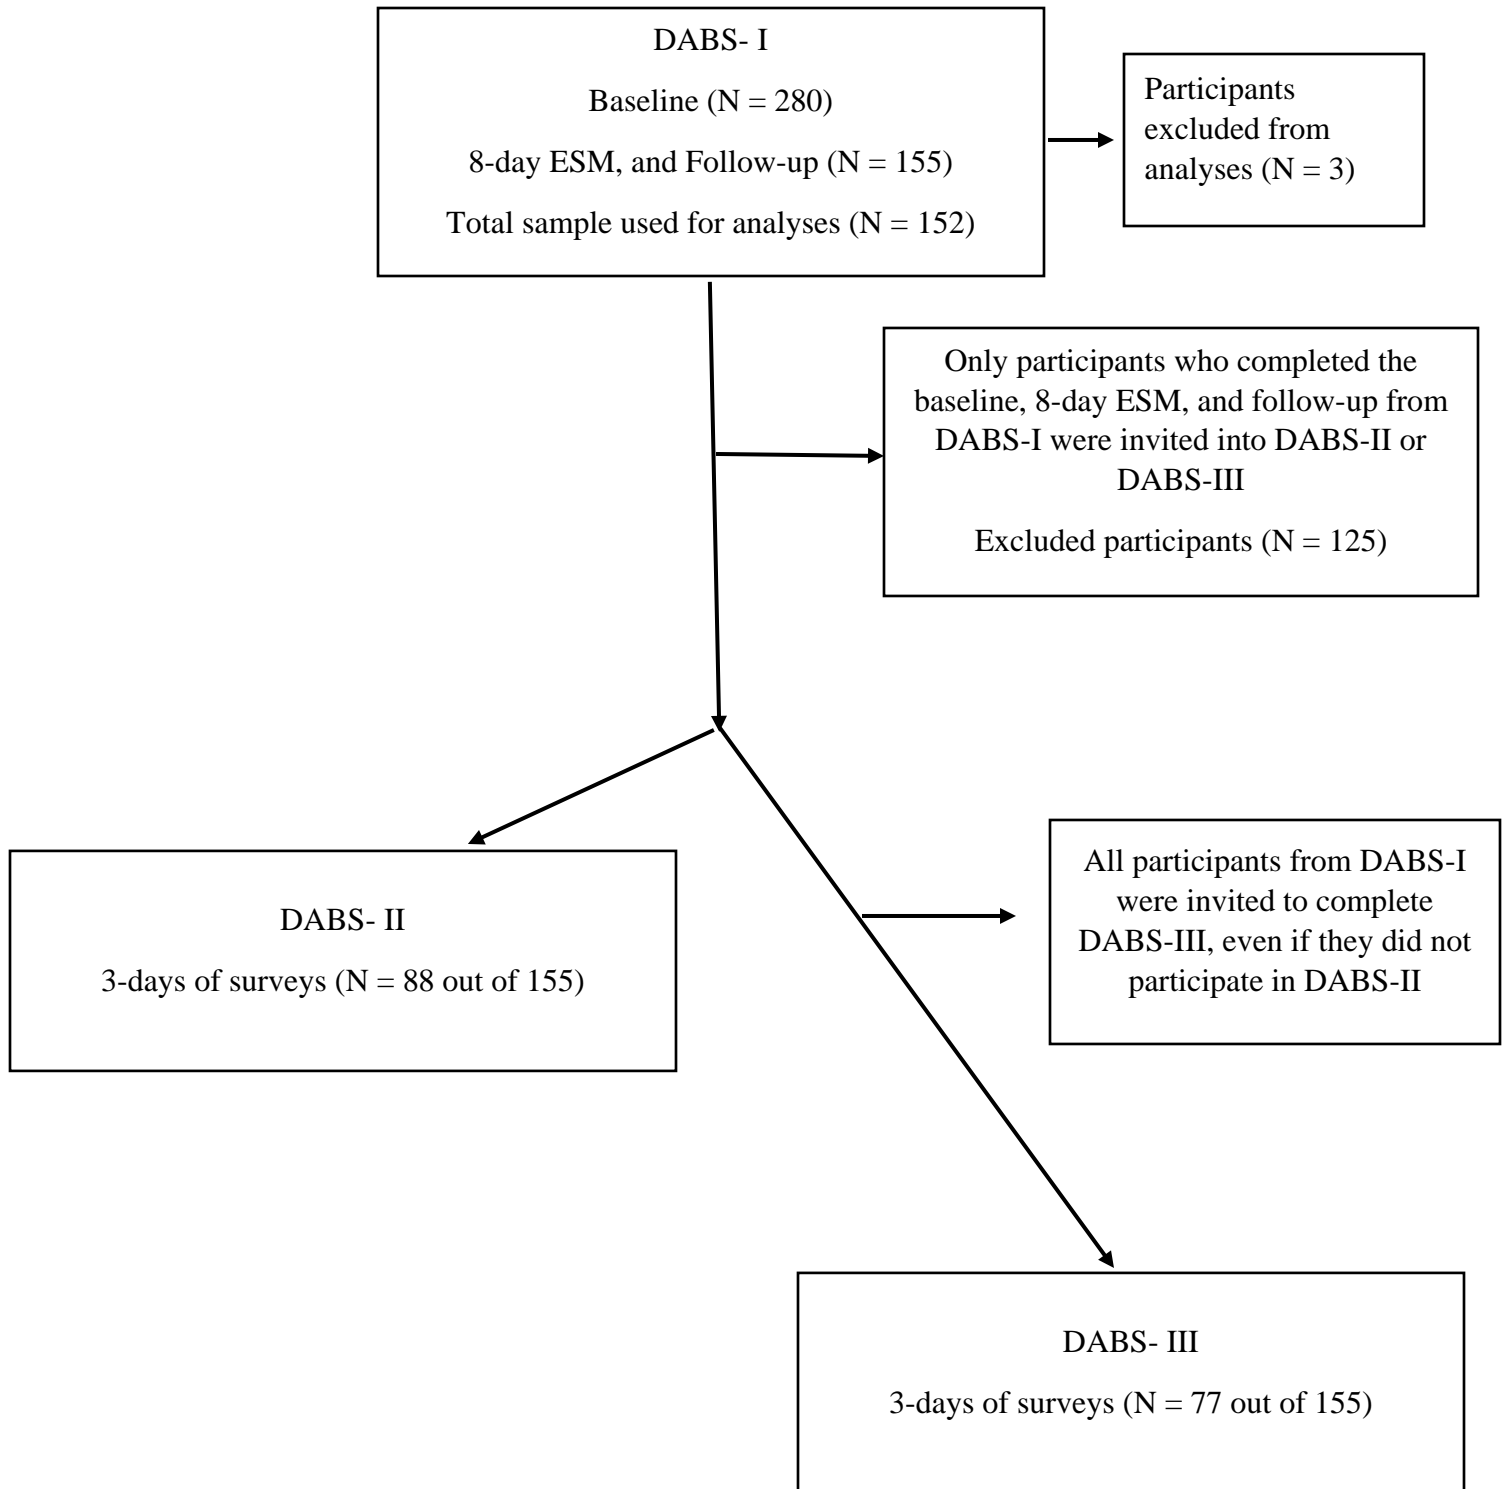 DABS- I
Baseline (N = 280)
8-day ESM, and Follow-up (N = 155)
Total sample used for analyses (N = 152)
Participants
excluded from
analyses (N = 3)
Only participants who completed the
baseline, 8-day ESM, and follow-up from
DABS-I were invited into DABS-II or
DABS-III
Excluded participants (N = 125)
DABS- II
3-days of surveys (N = 88 out of 155)
All participants from DABS-I
were invited to complete
DABS-III, even if they did not
participate in DABS-II
DABS- III
3-days of surveys (N = 77 out of 155)